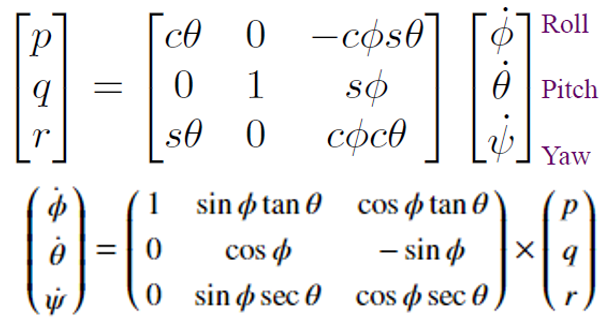 [p] = [cθ 0 −cϕsθ] [ϕ̇] Roll
[q] = [0 1 sϕ] [θ̇] Pitch
[r] = [sθ 0 cϕcθ] [ψ̇] Yaw
(ϕ̇) = (1 sin ϕ tan θ cos ϕ tan θ) × (p)
(θ̇) = (0 cos ϕ − sin ϕ) × (q)
(ψ̇) = (0 sin ϕ sec θ cos ϕ sec θ) × (r)